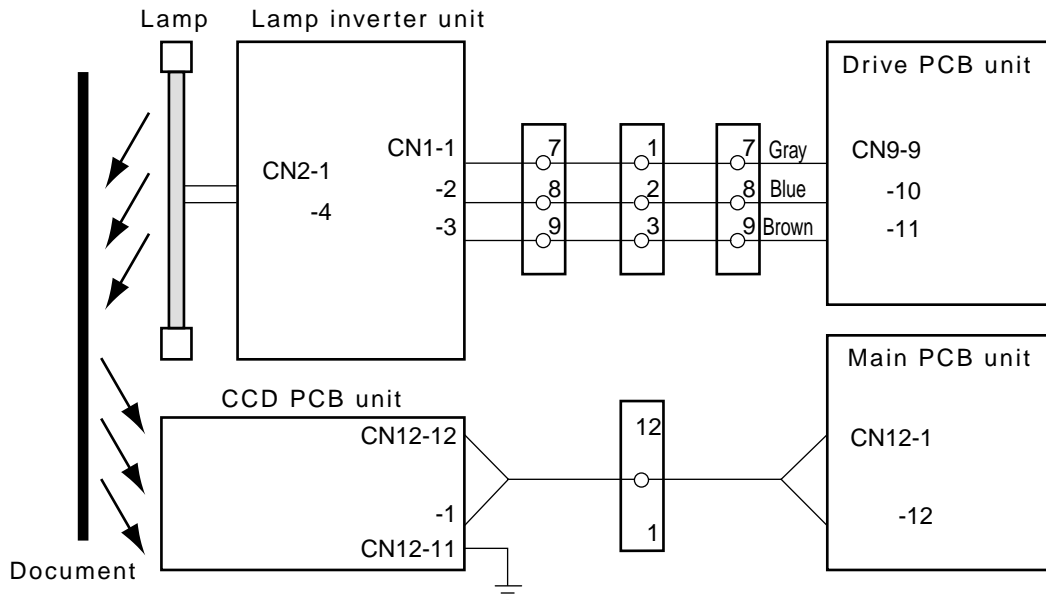 Lamp
Lamp inverter unit
Drive PCB unit
CN1-1
7
1
7
Gray
CN9-9
CN2-1
-2
8
2
8
Blue
-10
-4
-3
9
3
9
Brown
-11
Main PCB unit
CCD PCB unit
CN12-12
12
CN12-1
-1
1
-12
CN12-11
Document